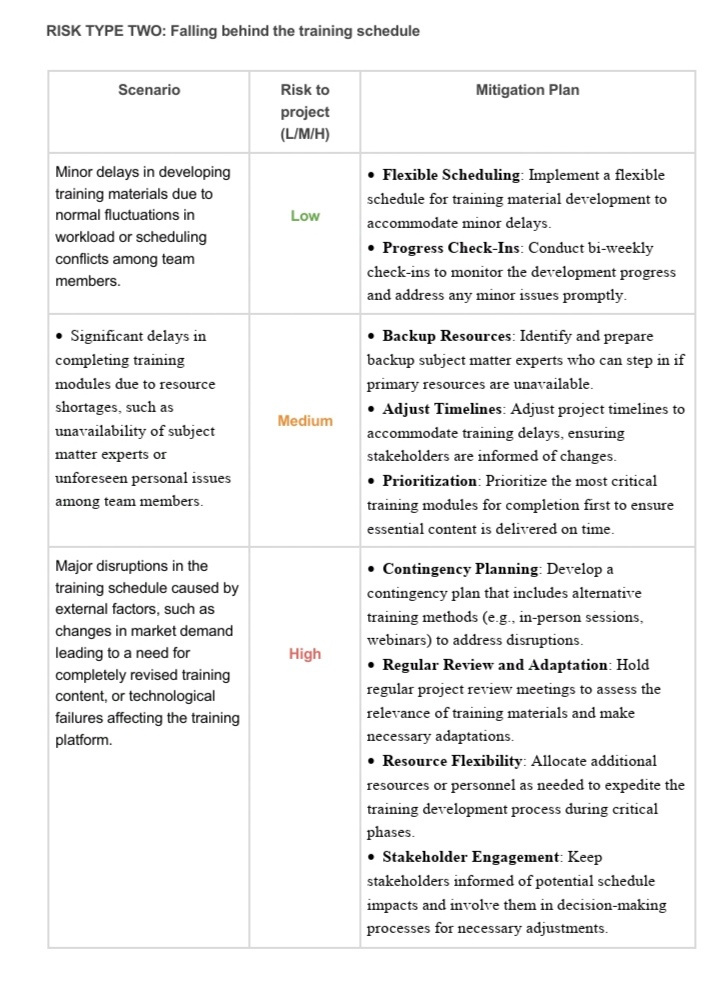 RISK TYPE TWO: Falling behind the training schedule
Scenario
Risk to
project
(L/M/H)
Mitigation Plan
Minor delays in developing
training materials due to
normal fluctuations in
workload or scheduling
conflicts among team
members.
Low
• Flexible Scheduling: Implement a flexible
schedule for training material development to
accommodate minor delays.
• Progress Check-Ins: Conduct bi-weekly
check-ins to monitor the development progress
and address any minor issues promptly.
• Significant delays in
completing training
modules due to resource
shortages, such as
unavailability of subject
matter experts or
unforeseen personal issues
among team members.
Medium
• Backup Resources: Identify and prepare
backup subject matter experts who can step in if
primary resources are unavailable.
• Adjust Timelines: Adjust project timelines to
accommodate training delays, ensuring
stakeholders are informed of changes.
• Prioritization: Prioritize the most critical
training modules for completion first to ensure
essential content is delivered on time.
Major disruptions in the
training schedule caused by
external factors, such as
changes in market demand
leading to a need for
completely revised training
content, or technological
failures affecting the training
platform.
High
• Contingency Planning: Develop a
contingency plan that includes alternative
training methods (e.g., in-person sessions,
webinars) to address disruptions.
• Regular Review and Adaptation: Hold
regular project review meetings to assess the
relevance of training materials and make
necessary adaptations.
• Resource Flexibility: Allocate additional
resources or personnel as needed to expedite the
training development process during critical
phases.
• Stakeholder Engagement: Keep
stakeholders informed of potential schedule
impacts and involve them in decision-making
processes for necessary adjustments.